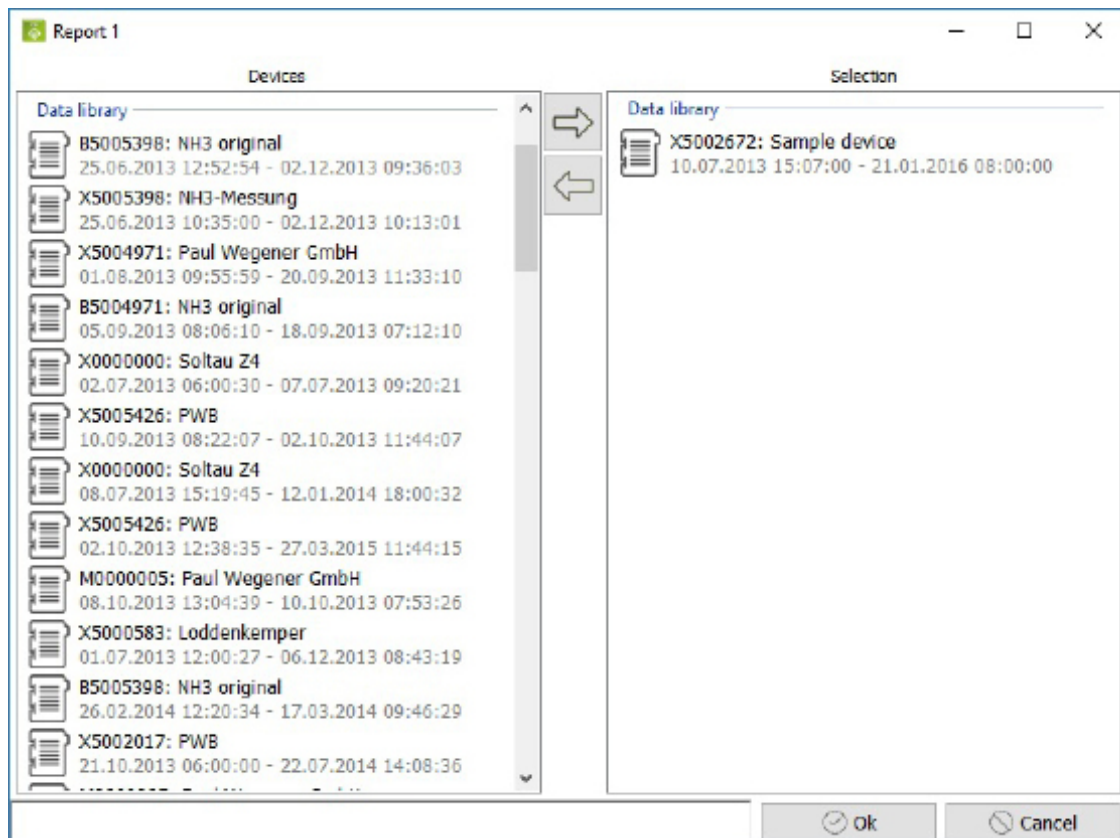 Report 1
Devices
Selection
Data library
B5005398: NH3 original
25.06.2013 12:52:54 - 02.12.2013 09:36:03
X5005398: NH3-Messung
25.06.2013 10:35:00 - 02.12.2013 10:13:01
X5004971: Paul Wegener GmbH
01.08.2013 09:55:59 - 20.09.2013 11:33:10
B5004971: NH3 original
05.09.2013 08:06:10 - 18.09.2013 07:12:10
X0000000: Soltau Z4
02.07.2013 06:00:30 - 07.07.2013 09:20:21
X5005426: PWB
10.09.2013 08:22:07 - 02.10.2013 11:44:07
X0000000: Soltau Z4
08.07.2013 15:19:45 - 12.01.2014 18:00:32
X5005426: PWB
02.10.2013 12:38:35 - 27.03.2015 11:44:15
M0000005: Paul Wegener GmbH
08.10.2013 13:04:39 - 10.10.2013 07:53:26
X5000583: Loddenkemper
01.07.2013 12:00:27 - 06.12.2013 08:43:19
B5005398: NH3 original
26.02.2014 12:20:34 - 17.03.2014 09:46:29
X5002017: PWB
21.10.2013 06:00:00 - 22.07.2014 14:08:36
Data library
X5002672: Sample device
10.07.2013 15:07:00 - 21.01.2016 08:00:00
Ok
Cancel